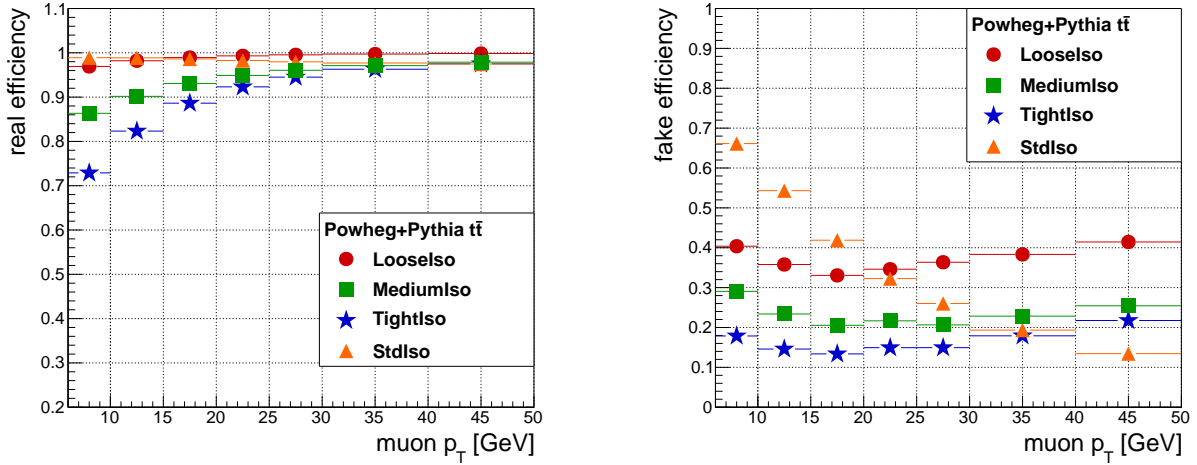 real efficiency
1.1
1
0.9
0.8
0.7
0.6
0.5
0.4
0.3
0.2
Powheg+Pythia tt̄
LooseIso
MediumIso
TightIso
StdIso
10 15 20 25 30 35 40 45 50
muon p_T [GeV]
fake efficiency
1
0.9
0.8
0.7
0.6
0.5
0.4
0.3
0.2
0.1
0
Powheg+Pythia tt̄
LooseIso
MediumIso
TightIso
StdIso
10 15 20 25 30 35 40 45 50
muon p_T [GeV]